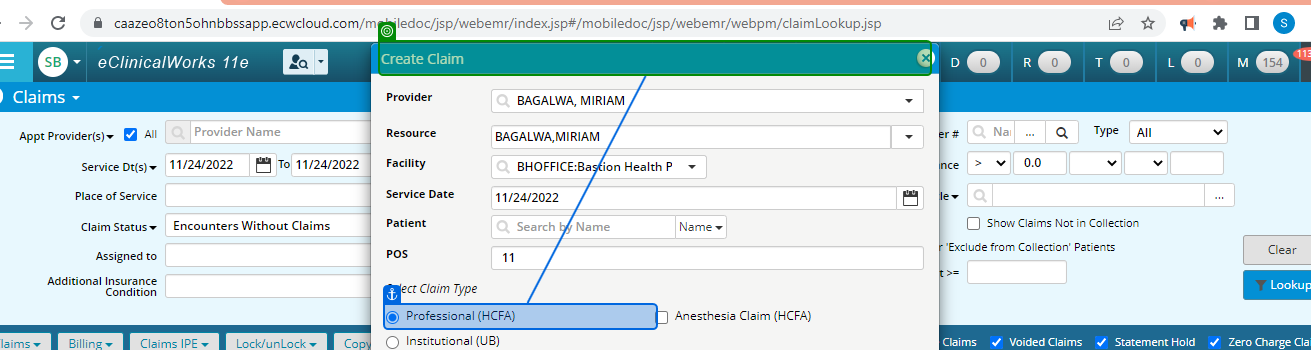 caazeo8ton5ohnbbssapp.ecwcloud.com/mobiledoc/jsp/webemr/index.jsp#/mobiledoc/jsp/webemr/webpm/claimLookup.jsp
S
SB
eClinicalWorks 11e
D 0 R 0 T 0 L 0 M 154 113
Claims
Appt Provider(s) All Provider Name
Service Dt(s) 11/24/2022 To 11/24/2022
Place of Service
Claim Status Encounters Without Claims
Assigned to
Additional Insurance
Condition
Create Claim
Provider BAGALWA, MIRIAM
Resource BAGALWA,MIRIAM
Facility BHOFFICE:Bastion Health P
Service Date 11/24/2022
Patient Search by Name Name
POS 11
Select Claim Type
Professional (HCFA) Anesthesia Claim (HCFA)
Institutional (UB)
er # Na ... Type All
nce > 0.0
le ...
Show Claims Not in Collection
r 'Exclude from Collection' Patients
t >=
Clear
Lookup
laims Billing Claims IPE Lock/unLock Copy
Claims Voided Claims Statement Hold Zero Charge Cla